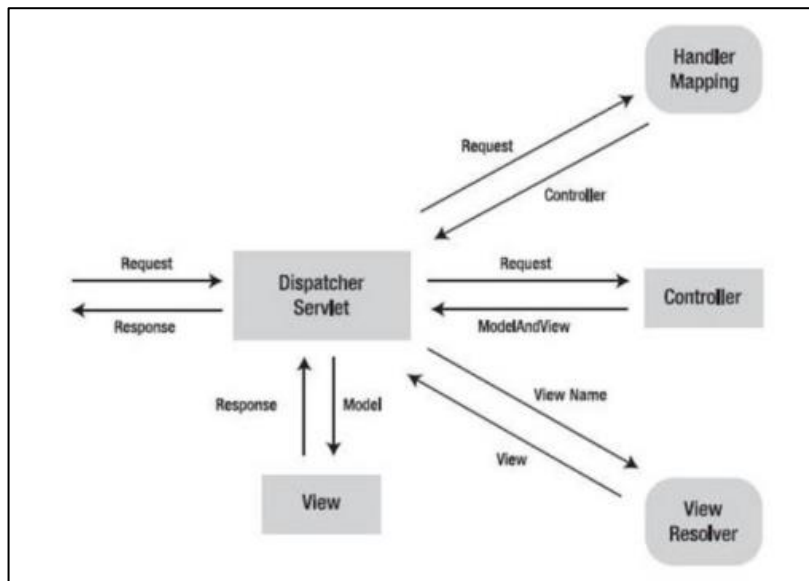 Handler
Mapping
Request
Controller
Request
Dispatcher
Servlet
Request
Controller
Response
ModelAndView
Response
Model
View Name
View
View
View
Resolver